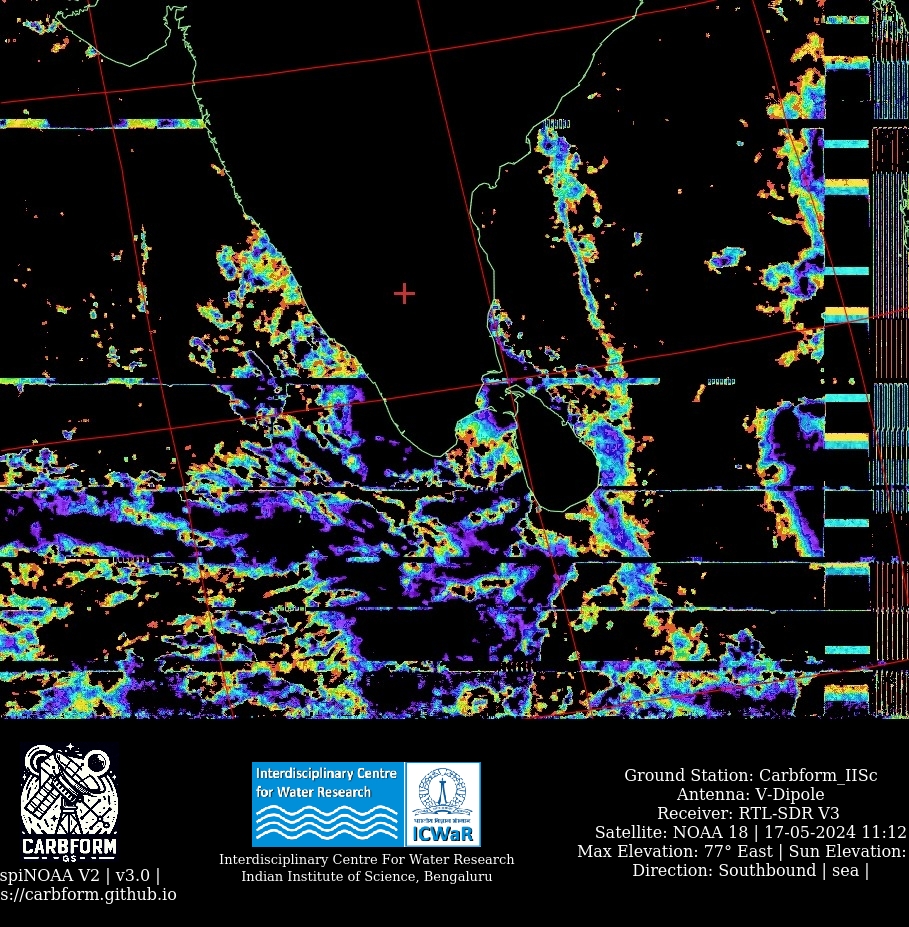 CARBFORM
GS
spiNOAA V2 | v3.0 |
s://carbform.github.io
Interdisciplinary Centre
for Water Research
ICWaR
Interdisciplinary Centre For Water Research
Indian Institute of Science, Bengaluru
Ground Station: Carbform_IISc
Antenna: V-Dipole
Receiver: RTL-SDR V3
Satellite: NOAA 18 | 17-05-2024 11:12
Max Elevation: 77° East | Sun Elevation:
Direction: Southbound | sea |